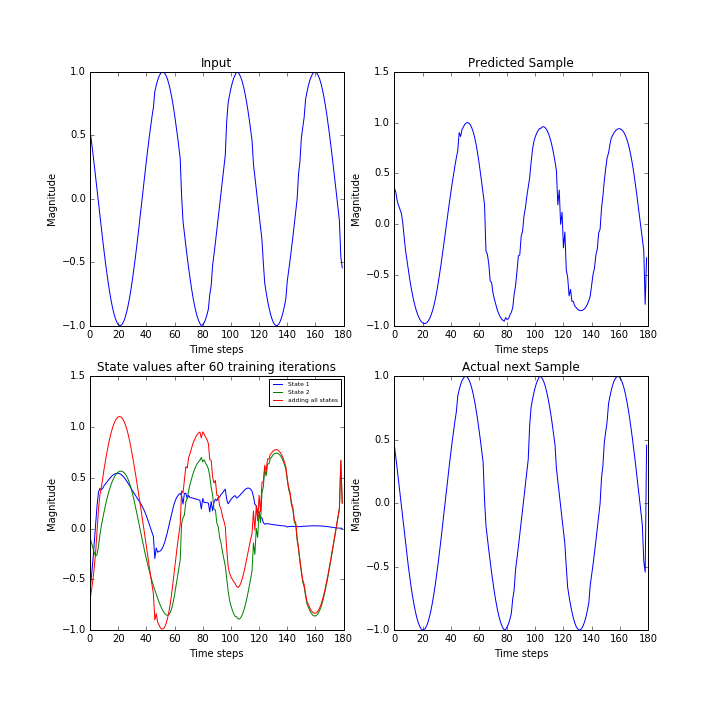 Input
Magnitude
1.0
0.5
0.0
−0.5
−1.0
0 20 40 60 80 100 120 140 160 180
Time steps
Predicted Sample
Magnitude
1.5
1.0
0.5
0.0
−0.5
−1.0
0 20 40 60 80 100 120 140 160 180
Time steps
State values after 60 training iterations
Magnitude
1.5
1.0
0.5
0.0
−0.5
−1.0
State 1
State 2
adding all states
0 20 40 60 80 100 120 140 160 180
Time steps
Actual next Sample
Magnitude
1.0
0.5
0.0
−0.5
−1.0
0 20 40 60 80 100 120 140 160 180
Time steps